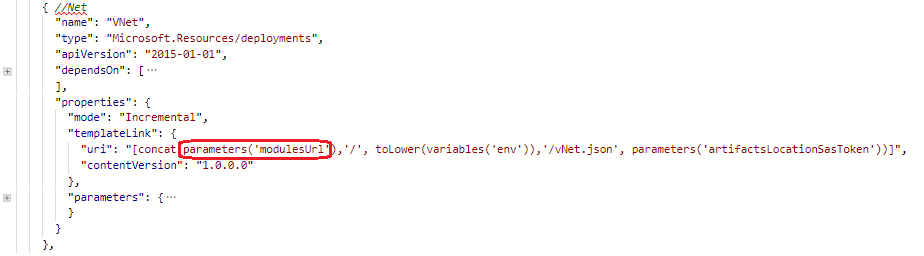 { //Net
"name": "VNet",
"type": "Microsoft.Resources/deployments",
"apiVersion": "2015-01-01",
"dependsOn": [ ···
],
"properties": {
"mode": "Incremental",
"templateLink": {
"uri": "[concat(parameters('modulesUrl'),'/', toLower(variables('env')),'/vNet.json', parameters('artifactsLocationSasToken'))]",
"contentVersion": "1.0.0.0"
},
"parameters": { ···
}
}
},